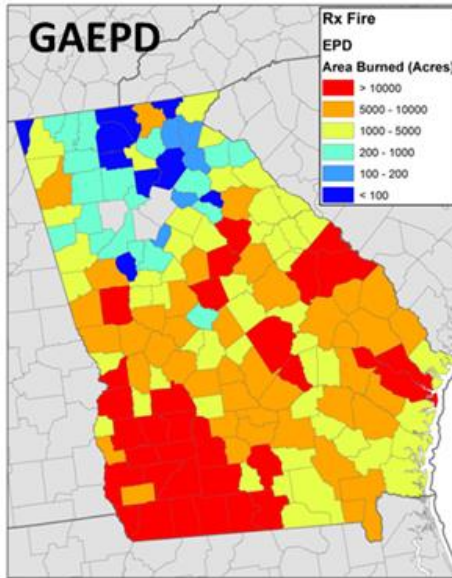 GAEPD
Rx Fire
EPD
Area Burned (Acres)
> 10000
5000 - 10000
1000 - 5000
200 - 1000
100 - 200
< 100